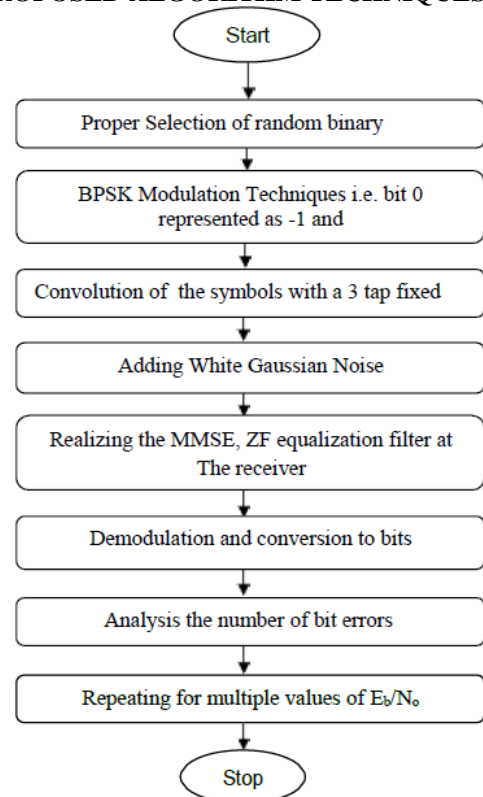 ALGORITHM TECHNIQUES
Start
Proper Selection of random binary
BPSK Modulation Techniques i.e. bit 0
represented as -1 and
Convolution of the symbols with a 3 tap fixed
Adding White Gaussian Noise
Realizing the MMSE, ZF equalization filter at
The receiver
Demodulation and conversion to bits
Analysis the number of bit errors
Repeating for multiple values of Eb/No
Stop